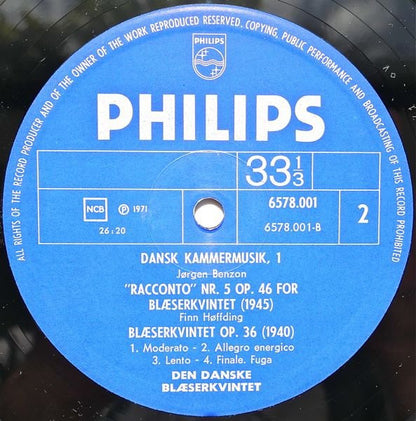 ALL RIGHTS OF THE RECORD PRODUCER AND OF THE OWNER OF THE WORK REPRODUCED RESERVED. COPYING, PUBLIC PERFORMANCE AND BROADCASTING OF THIS RECORD PROHIBITED
PHILIPS
PHILIPS
33 1/3
NCB
Ⓟ 1971
6578.001
26:20
6578.001-B
2
DANSK KAMMERMUSIK, 1
Jørgen Benzon
"RACCONTO" NR. 5 OP. 46 FOR
BLÆSERKVINTET (1945)
Finn Høffding
BLÆSERKVINTET OP. 36 (1940)
1. Moderato - 2. Allegro energico
3. Lento - 4. Finale. Fuga
DEN DANSKE
BLÆSERKVINTET